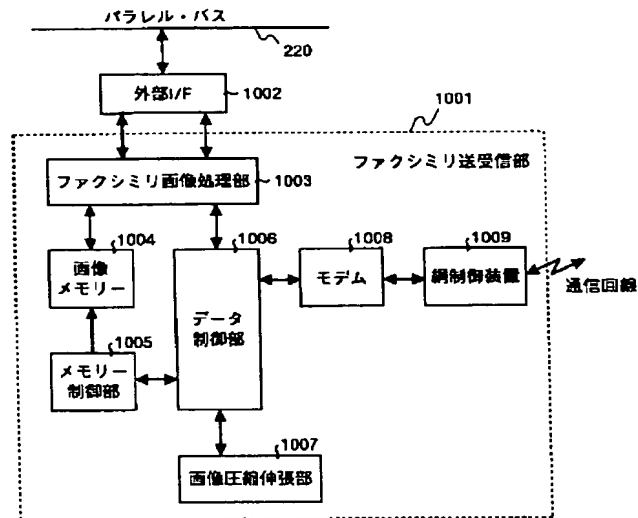 パラレル・バス
220
外部I/F
1002
1001
ファクシミリ送受信部
ファクシミリ画像処理部
1003
1004
画像
メモリー
1006
データ
制御部
1008
モデム
1009
網制御装置
通信回線
1005
メモリー
制御部
1007
画像圧縮伸張部